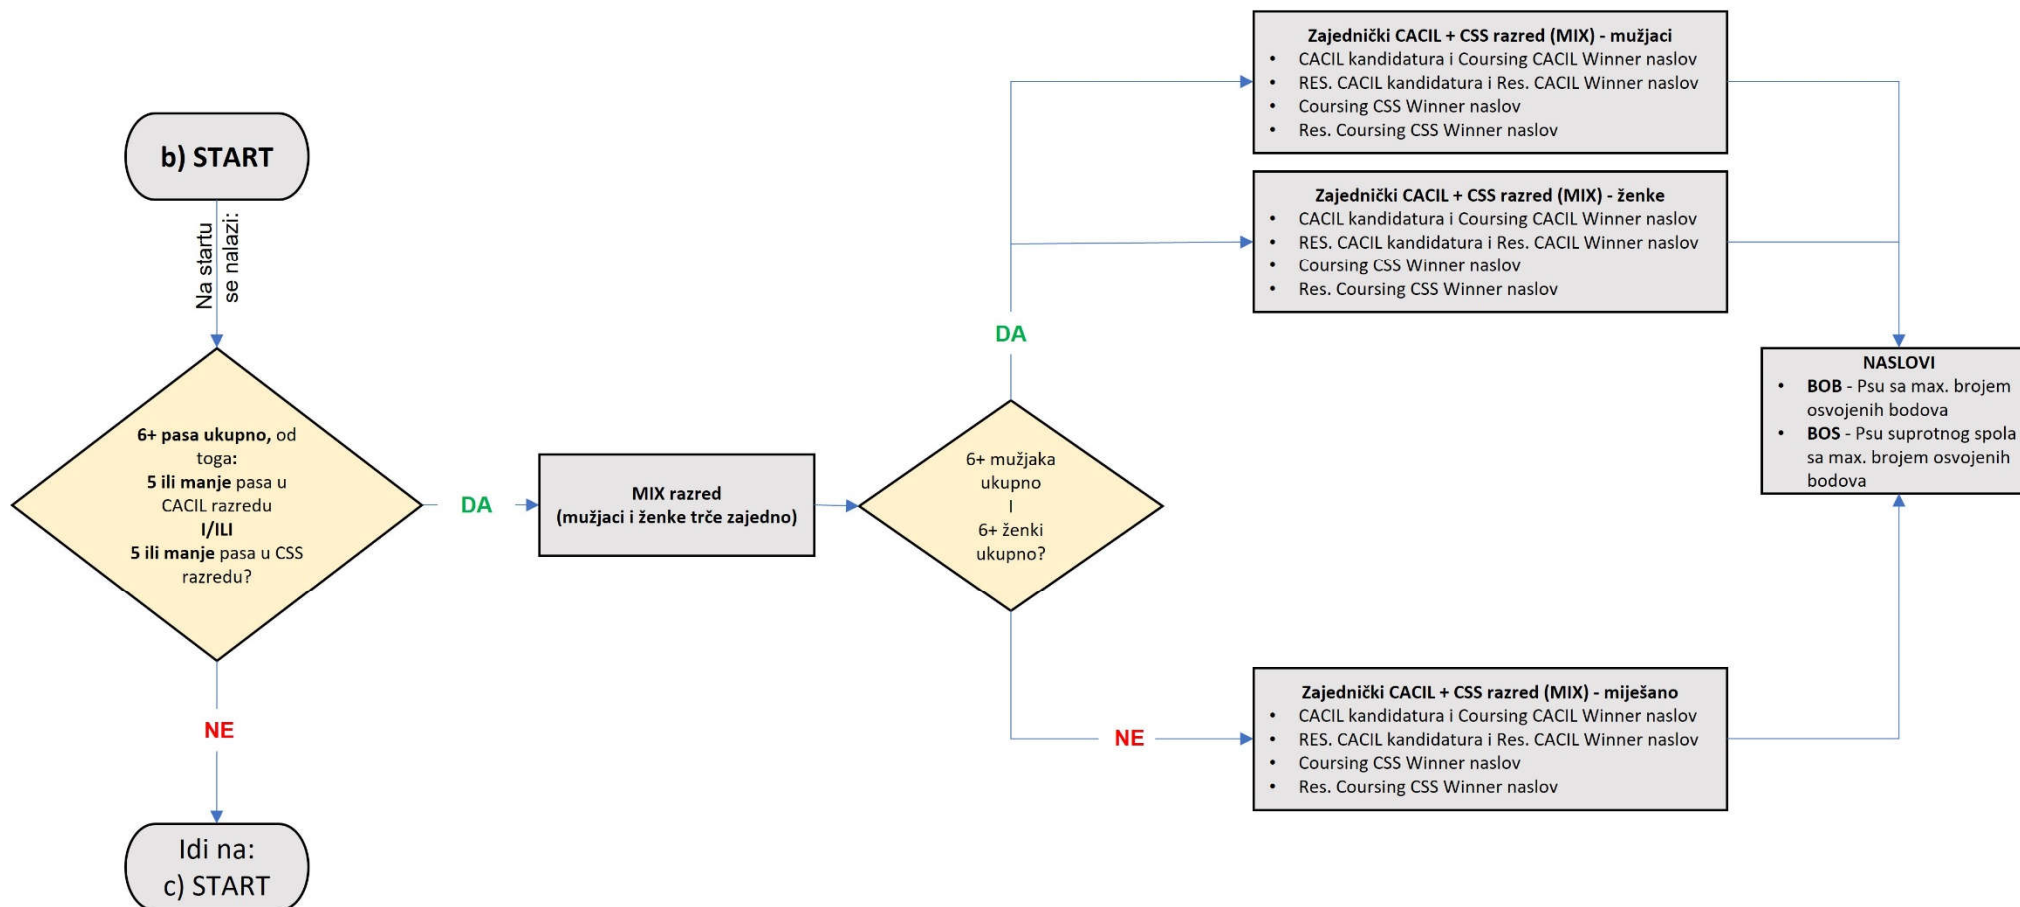 b) START
Na startu
se nalazi:
6+ pasa ukupno, od
toga:
5 ili manje pasa u
CACIL razredu
I/ILI
5 ili manje pasa u CSS
razredu?
DA
NE
Idi na:
c) START
MIX razred
(mužjaci i ženke trče zajedno)
6+ mužjaka
ukupno
I
6+ ženki
ukupno?
DA
NE
Zajednički CACIL + CSS razred (MIX) - mužjaci
• CACIL kandidatura i Coursing CACIL Winner naslov
• RES. CACIL kandidatura i Res. CACIL Winner naslov
• Coursing CSS Winner naslov
• Res. Coursing CSS Winner naslov
Zajednički CACIL + CSS razred (MIX) - ženke
• CACIL kandidatura i Coursing CACIL Winner naslov
• RES. CACIL kandidatura i Res. CACIL Winner naslov
• Coursing CSS Winner naslov
• Res. Coursing CSS Winner naslov
Zajednički CACIL + CSS razred (MIX) - miješano
• CACIL kandidatura i Coursing CACIL Winner naslov
• RES. CACIL kandidatura i Res. CACIL Winner naslov
• Coursing CSS Winner naslov
• Res. Coursing CSS Winner naslov
NASLOVI
• BOB - Psu sa max. brojem
osvojenih bodova
• BOS - Psu suprotnog spola
sa max. brojem osvojenih
bodova